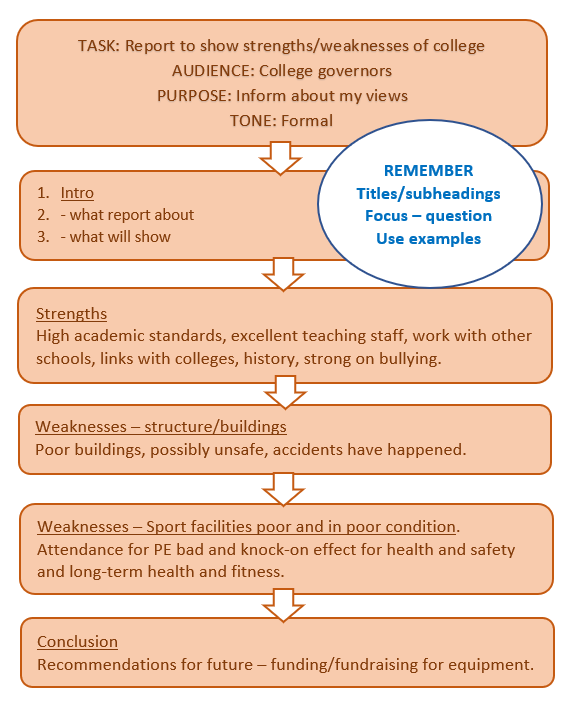 TASK: Report to show strengths/weaknesses of college
AUDIENCE: College governors
PURPOSE: Inform about my views
TONE: Formal
REMEMBER
Titles/subheadings
Focus – question
Use examples
1. Intro
2. - what report about
3. - what will show
Strengths
High academic standards, excellent teaching staff, work with other
schools, links with colleges, history, strong on bullying.
Weaknesses – structure/buildings
Poor buildings, possibly unsafe, accidents have happened.
Weaknesses – Sport facilities poor and in poor condition.
Attendance for PE bad and knock-on effect for health and safety
and long-term health and fitness.
Conclusion
Recommendations for future – funding/fundraising for equipment.